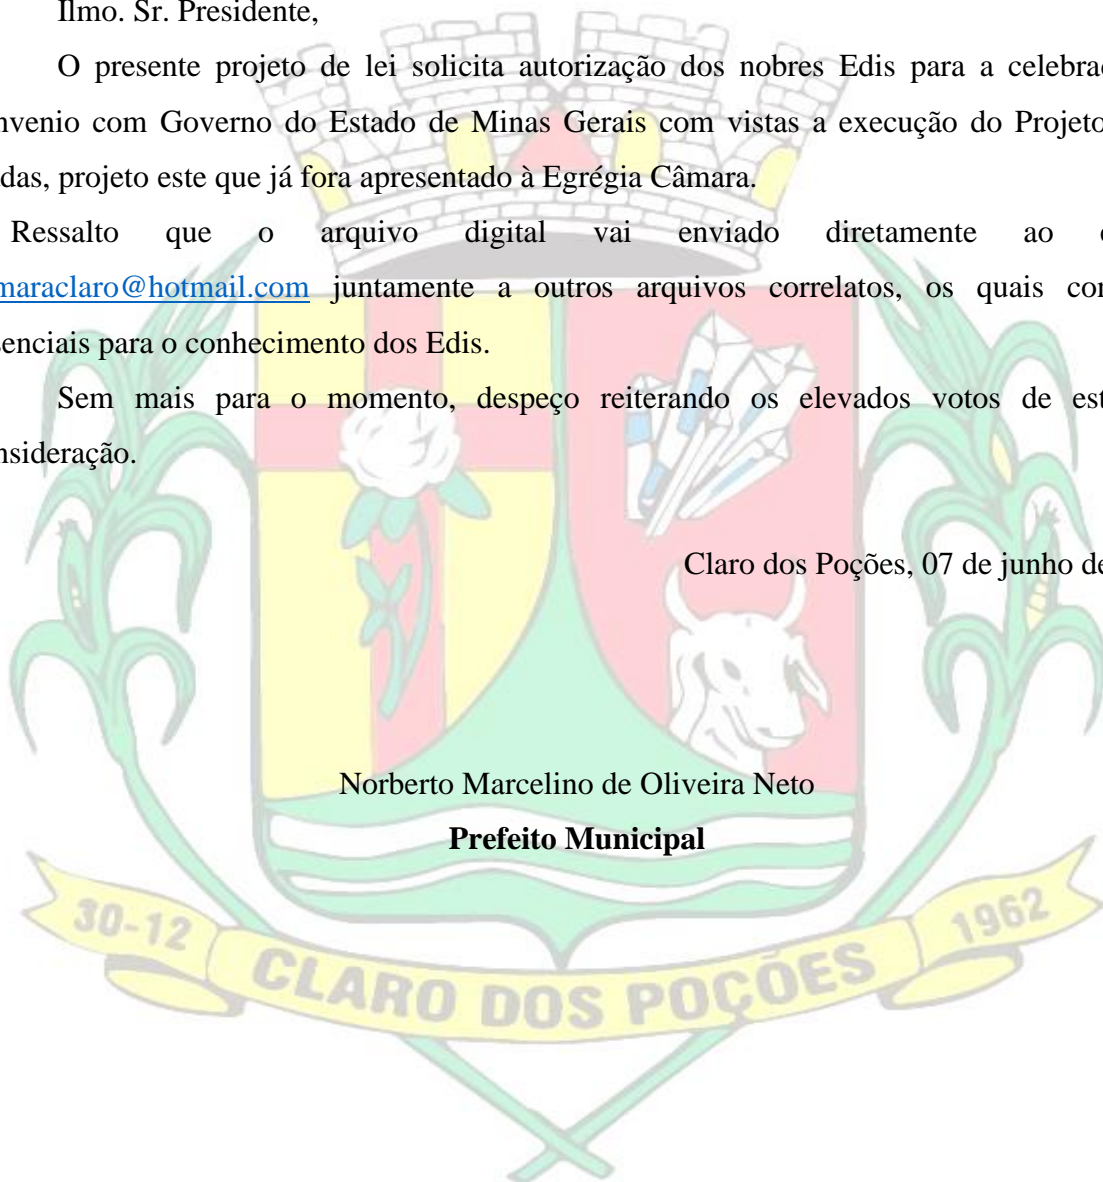 Ilmo. Sr. Presidente,
O presente projeto de lei solicita autorização dos nobres Edis para a celebraç
nvenio com Governo do Estado de Minas Gerais com vistas a execução do Projeto
das, projeto este que já fora apresentado à Egrégia Câmara.
Ressalto que o arquivo digital vai enviado diretamente ao
maraclaro@hotmail.com juntamente a outros arquivos correlatos, os quais con
senciais para o conhecimento dos Edis.
Sem mais para o momento, despeço reiterando os elevados votos de est
nsideração.
Claro dos Poções, 07 de junho de
Norberto Marcelino de Oliveira Neto
Prefeito Municipal
30-12 1962
CLARO DOS POÇÕES